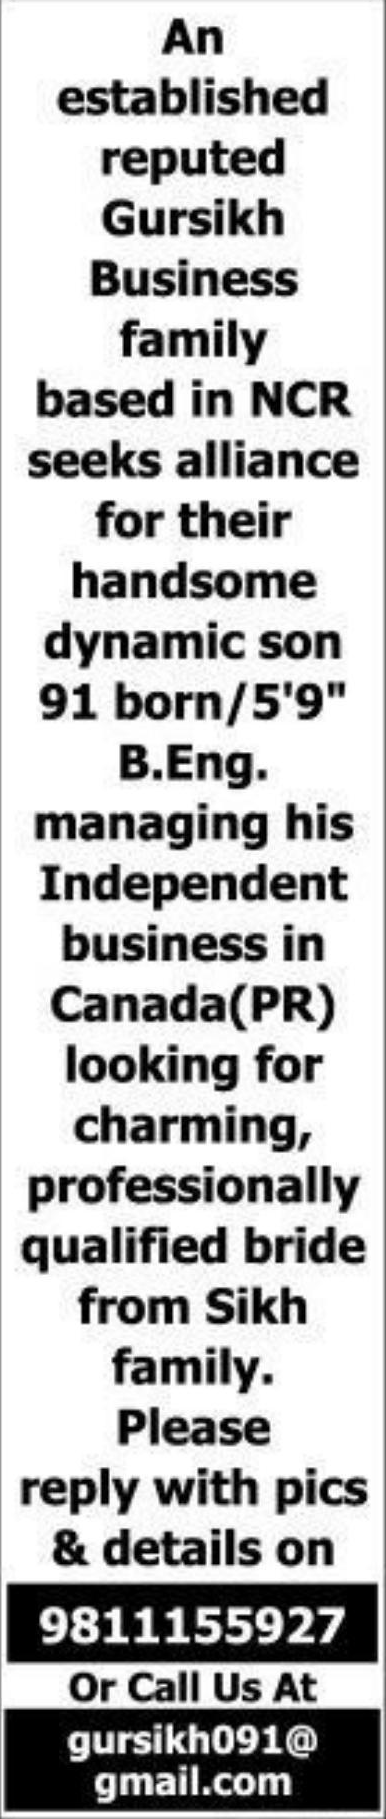 An
established
reputed
Gursikh
Business
family
based in NCR
seeks alliance
for their
handsome
dynamic son
91 born/5'9"
B.Eng.
managing his
Independent
business in
Canada(PR)
looking for
charming,
professionally
qualified bride
from Sikh
family.
Please
reply with pics
& details on
9811155927
Or Call Us At
gursikh091@
gmail.com